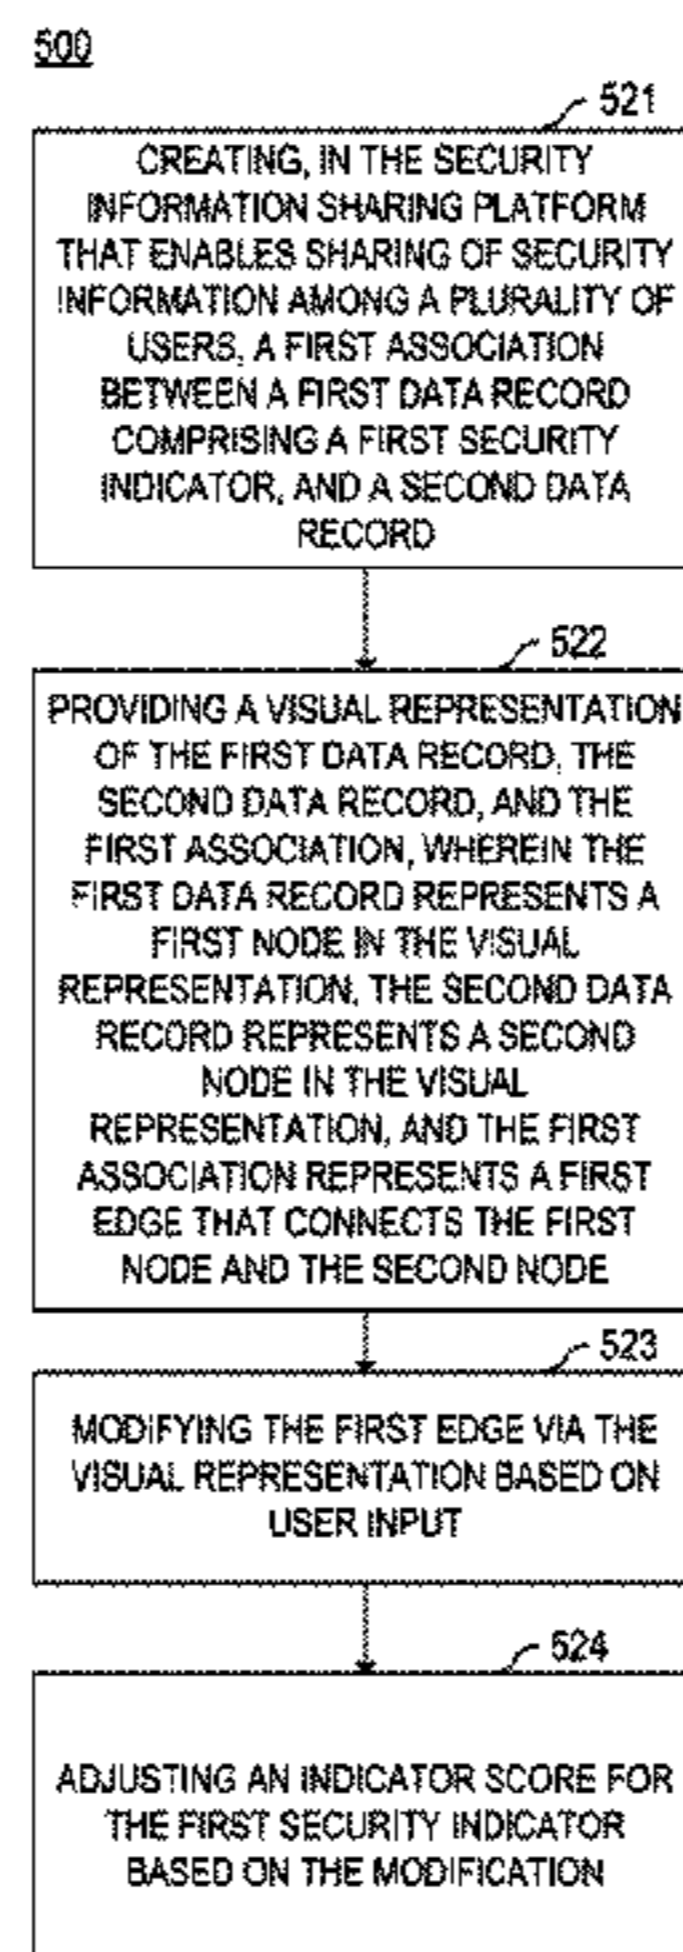 500
521
CREATING, IN THE SECURITY
INFORMATION SHARING PLATFORM
THAT ENABLES SHARING OF SECURITY
INFORMATION AMONG A PLURALITY OF
USERS, A FIRST ASSOCIATION
BETWEEN A FIRST DATA RECORD
COMPRISING A FIRST SECURITY
INDICATOR, AND A SECOND DATA
RECORD
522
PROVIDING A VISUAL REPRESENTATION
OF THE FIRST DATA RECORD, THE
SECOND DATA RECORD, AND THE
FIRST ASSOCIATION, WHEREIN THE
FIRST DATA RECORD REPRESENTS A
FIRST NODE IN THE VISUAL
REPRESENTATION, THE SECOND DATA
RECORD REPRESENTS A SECOND
NODE IN THE VISUAL
REPRESENTATION, AND THE FIRST
ASSOCIATION REPRESENTS A FIRST
EDGE THAT CONNECTS THE FIRST
NODE AND THE SECOND NODE
523
MODIFYING THE FIRST EDGE VIA THE
VISUAL REPRESENTATION BASED ON
USER INPUT
524
ADJUSTING AN INDICATOR SCORE FOR
THE FIRST SECURITY INDICATOR
BASED ON THE MODIFICATION